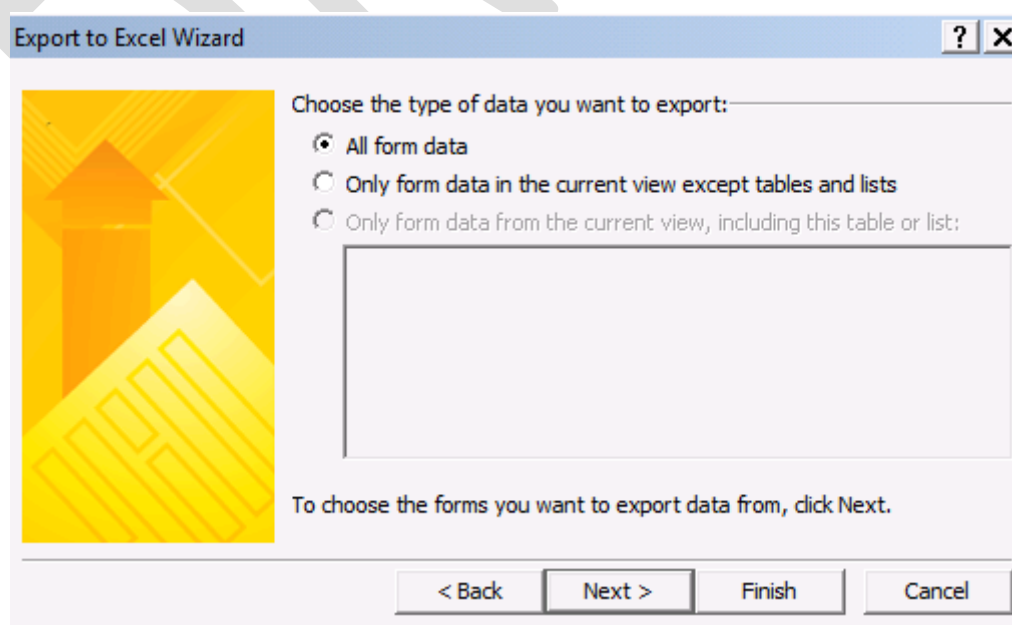 Export to Excel Wizard
Choose the type of data you want to export:
All form data
Only form data in the current view except tables and lists
Only form data from the current view, including this table or list:
To choose the forms you want to export data from, click Next.
< Back Next > Finish Cancel